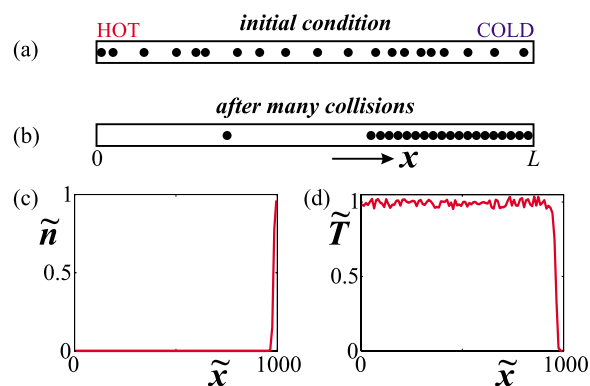 initial condition
HOT COLD
(a)
after many collisions
(b)
0 x L
(c) (d)
1 1
ñ T̃
0.5 0.5
0 0
0 1000 0 1000
x̃ x̃